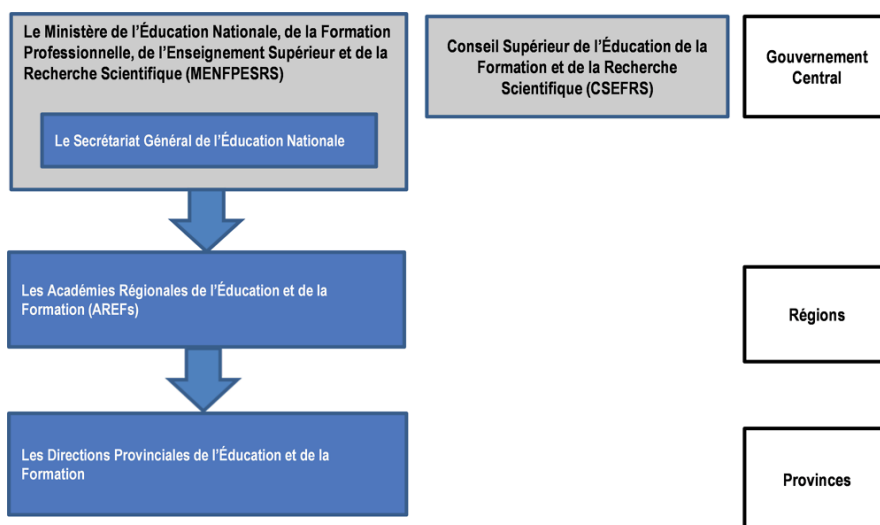 Le Ministère de l’Éducation Nationale, de la Formation
Professionnelle, de l’Enseignement Supérieur et de la
Recherche Scientifique (MENFPESRS)
Le Secrétariat Général de l’Éducation Nationale
Conseil Supérieur de l’Éducation de la
Formation et de la Recherche
Scientifique (CSEFRS)
Gouvernement
Central
Les Académies Régionales de l’Éducation et de la
Formation (AREFs)
Régions
Les Directions Provinciales de l’Éducation et de la
Formation
Provinces